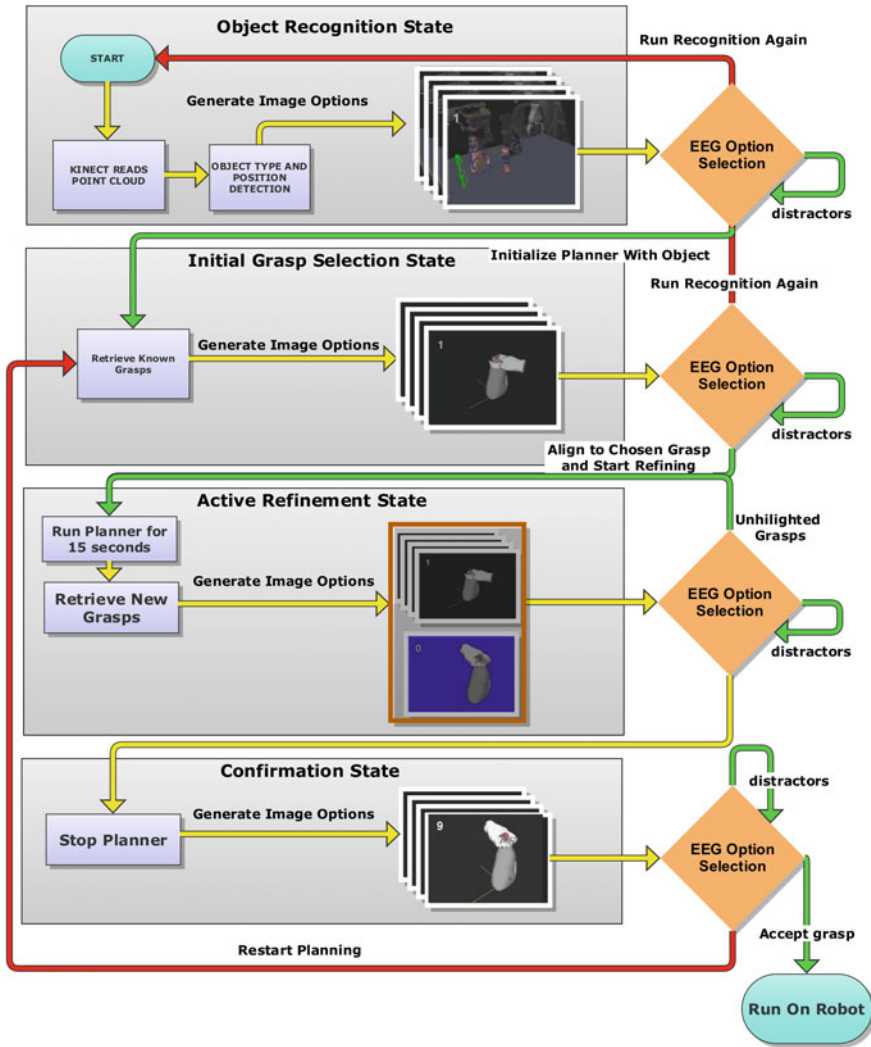 Object Recognition State
Run Recognition Again
START
Generate Image Options
1
KINECT READS
POINT CLOUD
OBJECT TYPE AND
POSITION
DETECTION
EEG Option
Selection
distractors
Initialize Planner With Object
Initial Grasp Selection State
Run Recognition Again
Retrieve Known
Grasps
Generate Image Options
1
EEG Option
Selection
distractors
Align to Chosen Grasp
and Start Refining
Active Refinement State
Unhilighted
Grasps
Run Planner for
15 seconds
Retrieve New
Grasps
Generate Image Options
1
0
EEG Option
Selection
distractors
Confirmation State
distractors
Stop Planner
Generate Image Options
9
EEG Option
Selection
Accept grasp
Restart Planning
Run On Robot